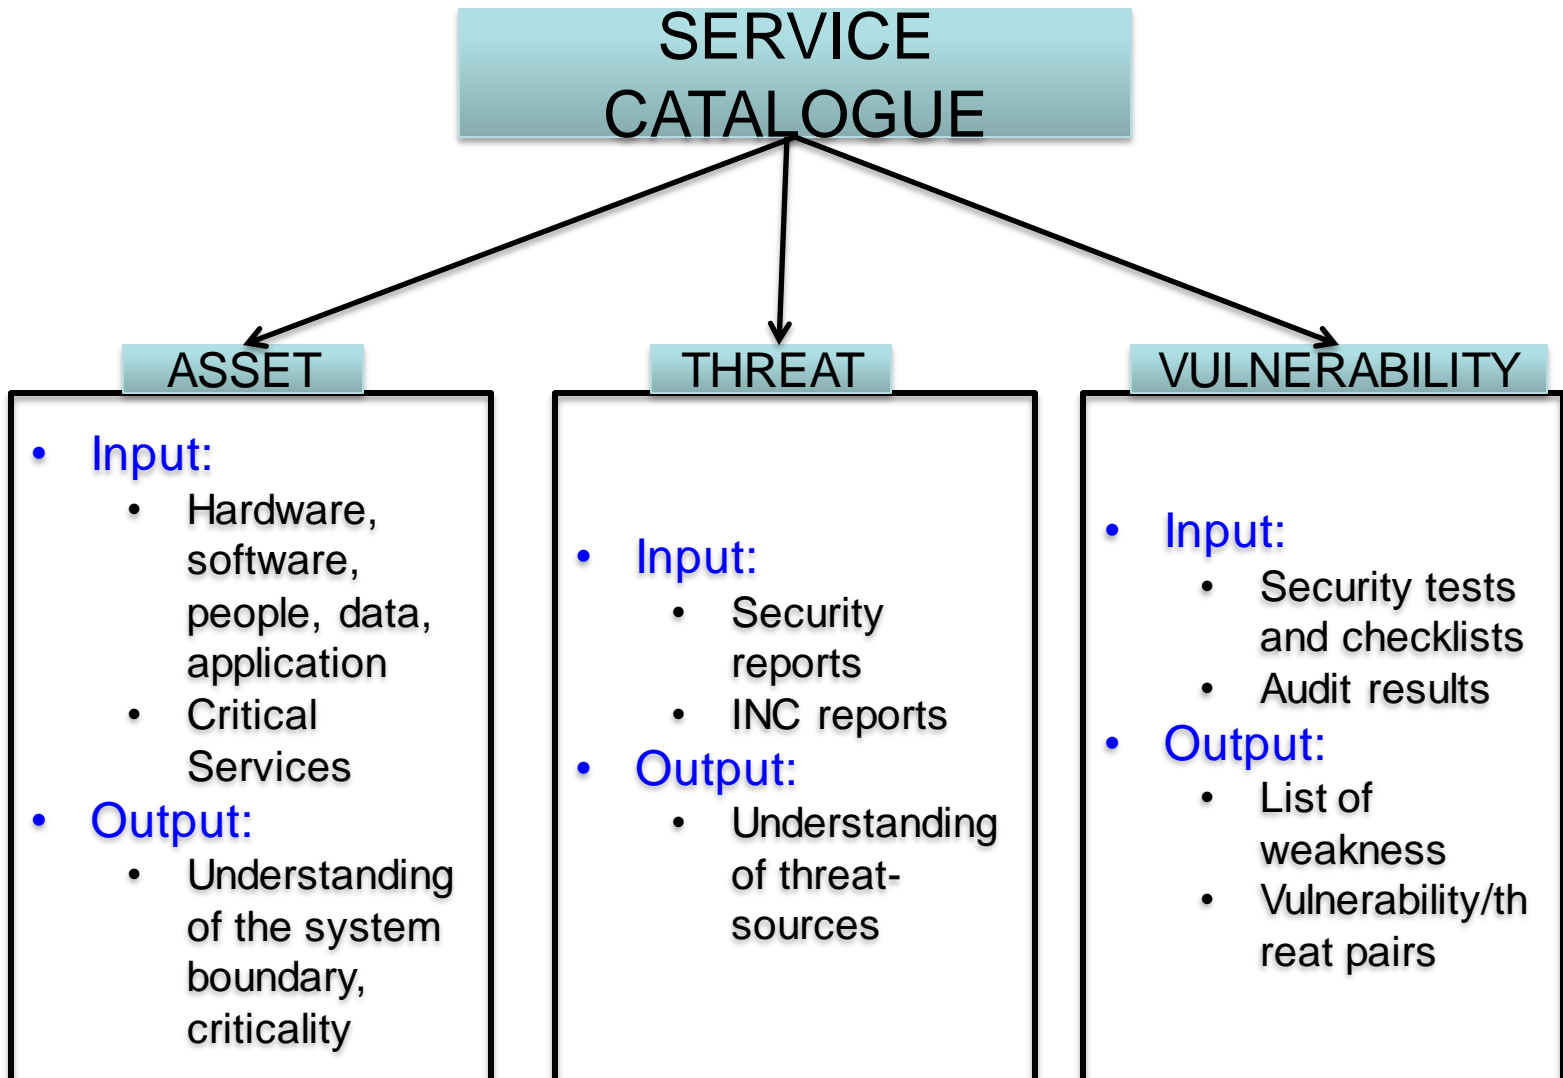 SERVICE
CATALOGUE
ASSET
• Input:
• Hardware,
software,
people, data,
application
• Critical
Services
• Output:
• Understanding
of the system
boundary,
criticality
THREAT
• Input:
• Security
reports
• INC reports
• Output:
• Understanding
of threat-
sources
VULNERABILITY
• Input:
• Security tests
and checklists
• Audit results
• Output:
• List of
weakness
• Vulnerability/th
reat pairs